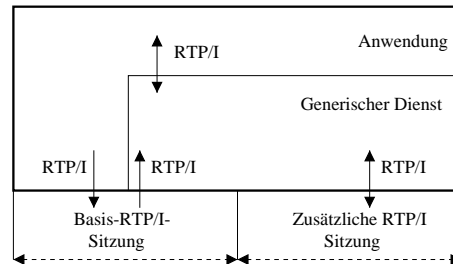 Anwendung
RTP/I
Generischer Dienst
RTP/I
RTP/I
RTP/I
Basis-RTP/I-
Sitzung
Zusätzliche RTP/I
Sitzung